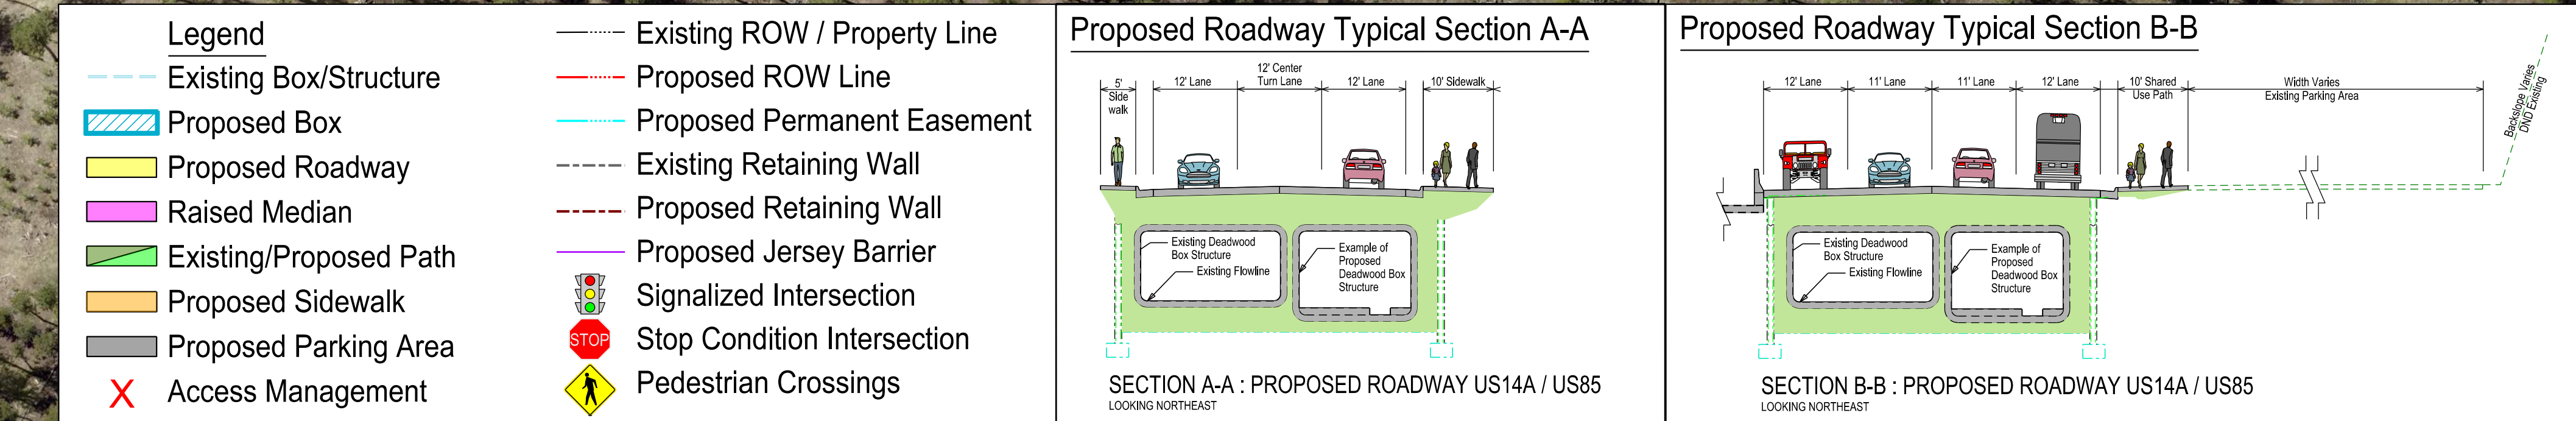 Legend
Existing Box/Structure
Proposed Box
Proposed Roadway
Raised Median
Existing/Proposed Path
Proposed Sidewalk
Proposed Parking Area
X Access Management
Existing ROW / Property Line
Proposed ROW Line
Proposed Permanent Easement
Existing Retaining Wall
Proposed Retaining Wall
Proposed Jersey Barrier
Signalized Intersection
STOP Stop Condition Intersection
Pedestrian Crossings
Proposed Roadway Typical Section A-A
5'
Side
walk
12' Lane
12' Center
Turn Lane
12' Lane
10' Sidewalk
Existing Deadwood
Box Structure
Existing Flowline
Example of
Proposed
Deadwood Box
Structure
SECTION A-A : PROPOSED ROADWAY US14A / US85
LOOKING NORTHEAST
Proposed Roadway Typical Section B-B
12' Lane
11' Lane
11' Lane
12' Lane
10' Shared
Use Path
Width Varies
Existing Parking Area
Backslope Varies
DND Existing
Existing Deadwood
Box Structure
Existing Flowline
Example of
Proposed
Deadwood Box
Structure
SECTION B-B : PROPOSED ROADWAY US14A / US85
LOOKING NORTHEAST